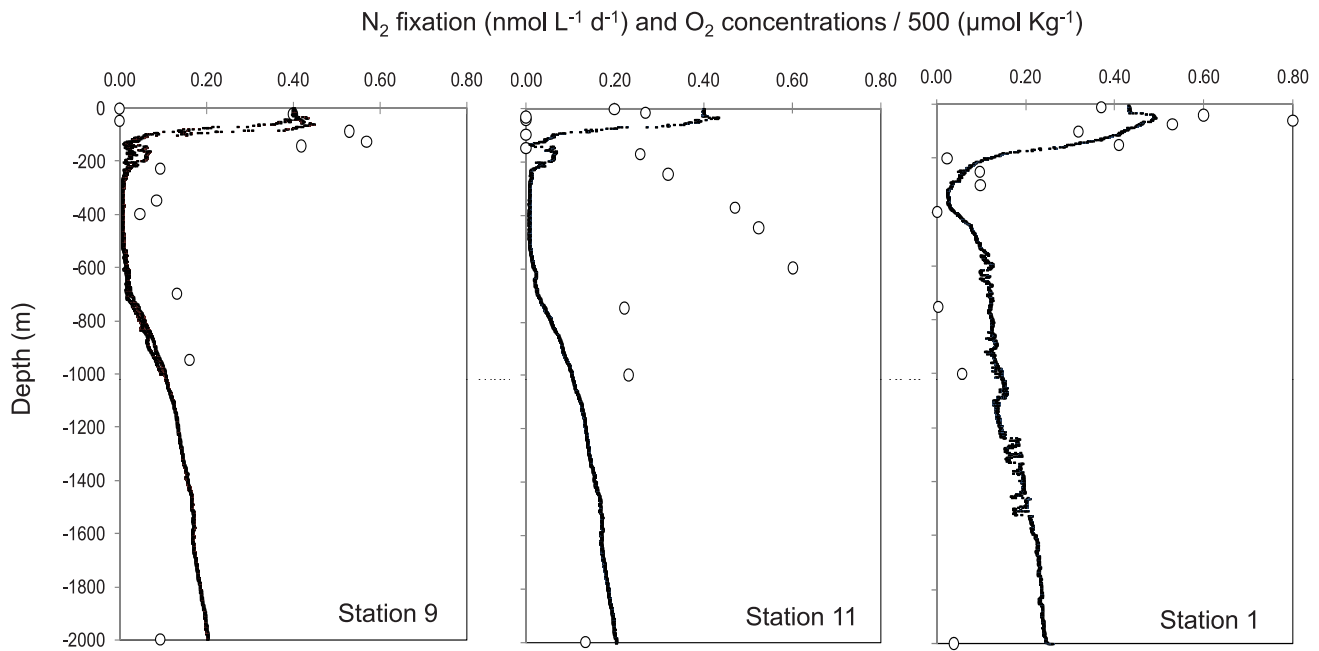 N₂ fixation (nmol L⁻¹ d⁻¹) and O₂ concentrations / 500 (µmol Kg⁻¹)
0.00 0.20 0.40 0.60 0.80 0.00 0.20 0.40 0.60 0.80 0.00 0.20 0.40 0.60 0.80
0
-200
-400
-600
-800
-1000
-1200
-1400
-1600
-1800
-2000
Depth (m)
Station 9
Station 11
Station 1